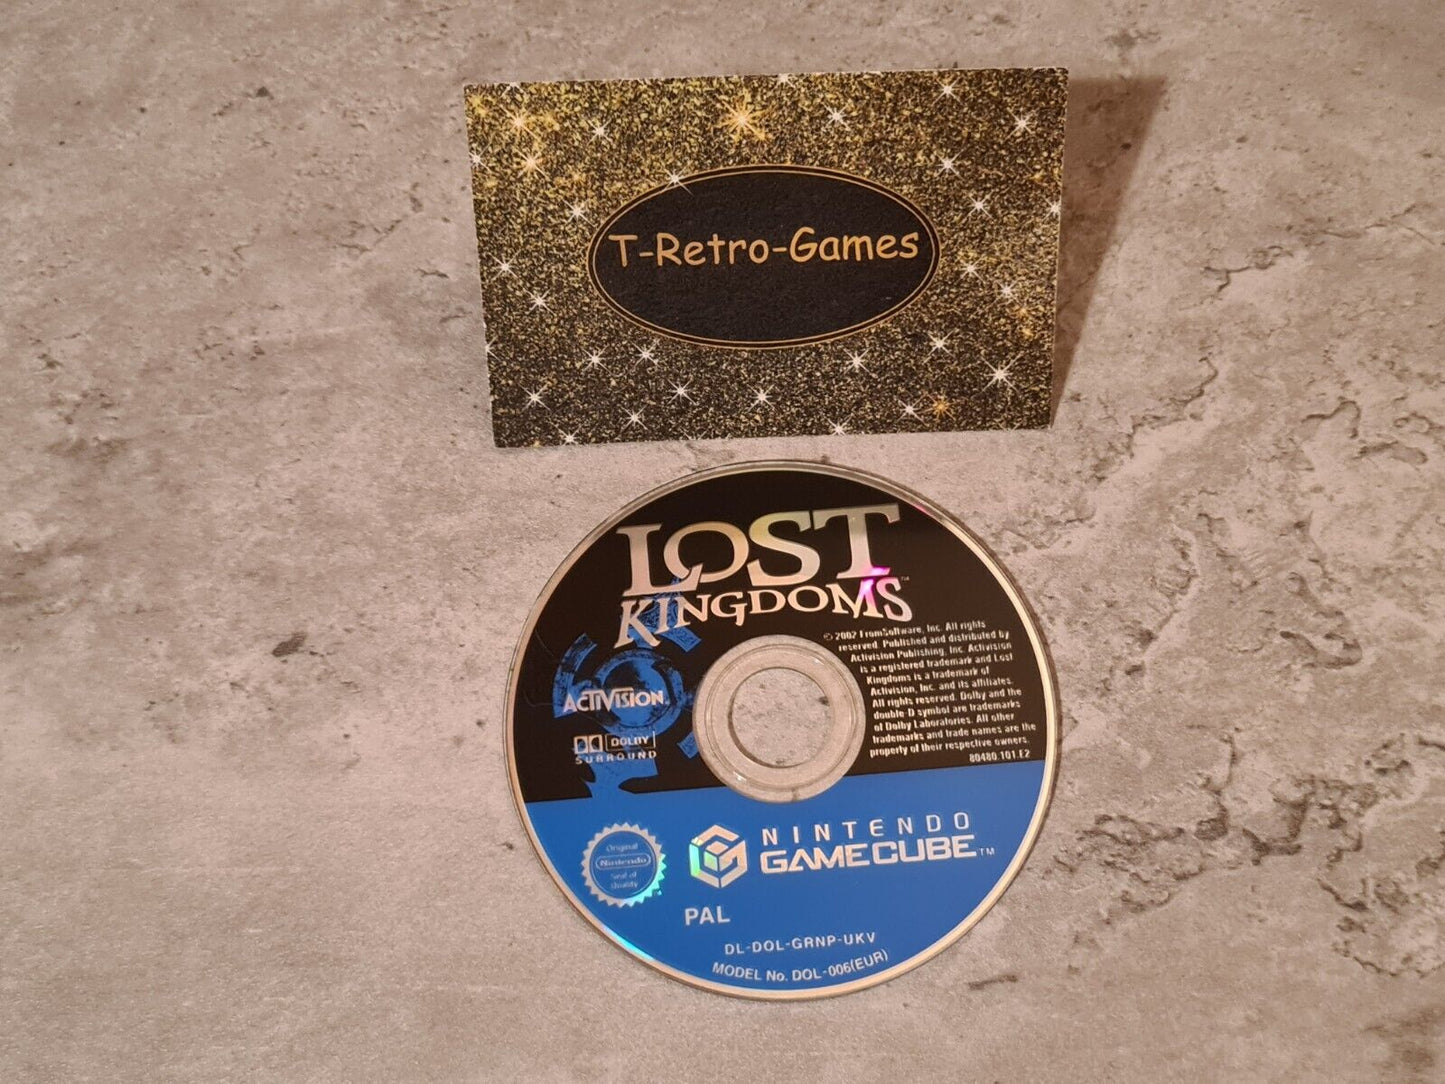 T-Retro-Games
LOST
KINGDOMS™
© 2002 FromSoftware, Inc. All rights
reserved. Published and distributed by
Activision Publishing, Inc. Activision
is a registered trademark and Lost
Kingdoms is a trademark of
Activision, Inc. and its affiliates.
All rights reserved. Dolby and the
double-D symbol are trademarks
of Dolby Laboratories. All other
trademarks and trade names are the
property of their respective owners.
80480.101.E2
ACTIVISION
DOLBY
SURROUND
NINTENDO
GAMECUBE™
Original
Nintendo
Seal of
Quality
PAL
DL-DOL-GRNP-UKV
MODEL No. DOL-006(EUR)